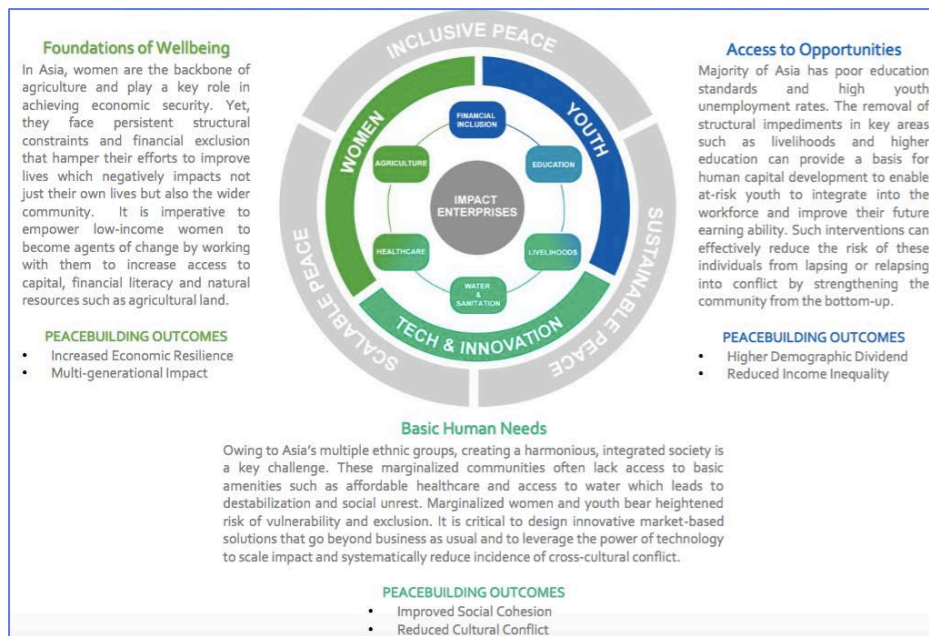 Foundations of Wellbeing
In Asia, women are the backbone of
agriculture and play a key role in
achieving economic security. Yet,
they face persistent structural
constraints and financial exclusion
that hamper their efforts to improve
lives which negatively impacts not
just their own lives but also the wider
community. It is imperative to
empower low-income women to
become agents of change by working
with them to increase access to
capital, financial literacy and natural
resources such as agricultural land.
PEACEBUILDING OUTCOMES
• Increased Economic Resilience
• Multi-generational Impact
INCLUSIVE PEACE
SUSTAINABLE PEACE
SCALABLE PEACE
WOMEN
YOUTH
TECH & INNOVATION
FINANCIAL
INCLUSION
EDUCATION
LIVELIHOODS
WATER
&
SANITATION
HEALTHCARE
AGRICULTURE
IMPACT
ENTERPRISES
Access to Opportunities
Majority of Asia has poor education
standards and high youth
unemployment rates. The removal of
structural impediments in key areas
such as livelihoods and higher
education can provide a basis for
human capital development to enable
at-risk youth to integrate into the
workforce and improve their future
earning ability. Such interventions can
effectively reduce the risk of these
individuals from lapsing or relapsing
into conflict by strengthening the
community from the bottom-up.
PEACEBUILDING OUTCOMES
• Higher Demographic Dividend
• Reduced Income Inequality
Basic Human Needs
Owing to Asia's multiple ethnic groups, creating a harmonious, integrated society is
a key challenge. These marginalized communities often lack access to basic
amenities such as affordable healthcare and access to water which leads to
destabilization and social unrest. Marginalized women and youth bear heightened
risk of vulnerability and exclusion. It is critical to design innovative market-based
solutions that go beyond business as usual and to leverage the power of technology
to scale impact and systematically reduce incidence of cross-cultural conflict.
PEACEBUILDING OUTCOMES
• Improved Social Cohesion
• Reduced Cultural Conflict